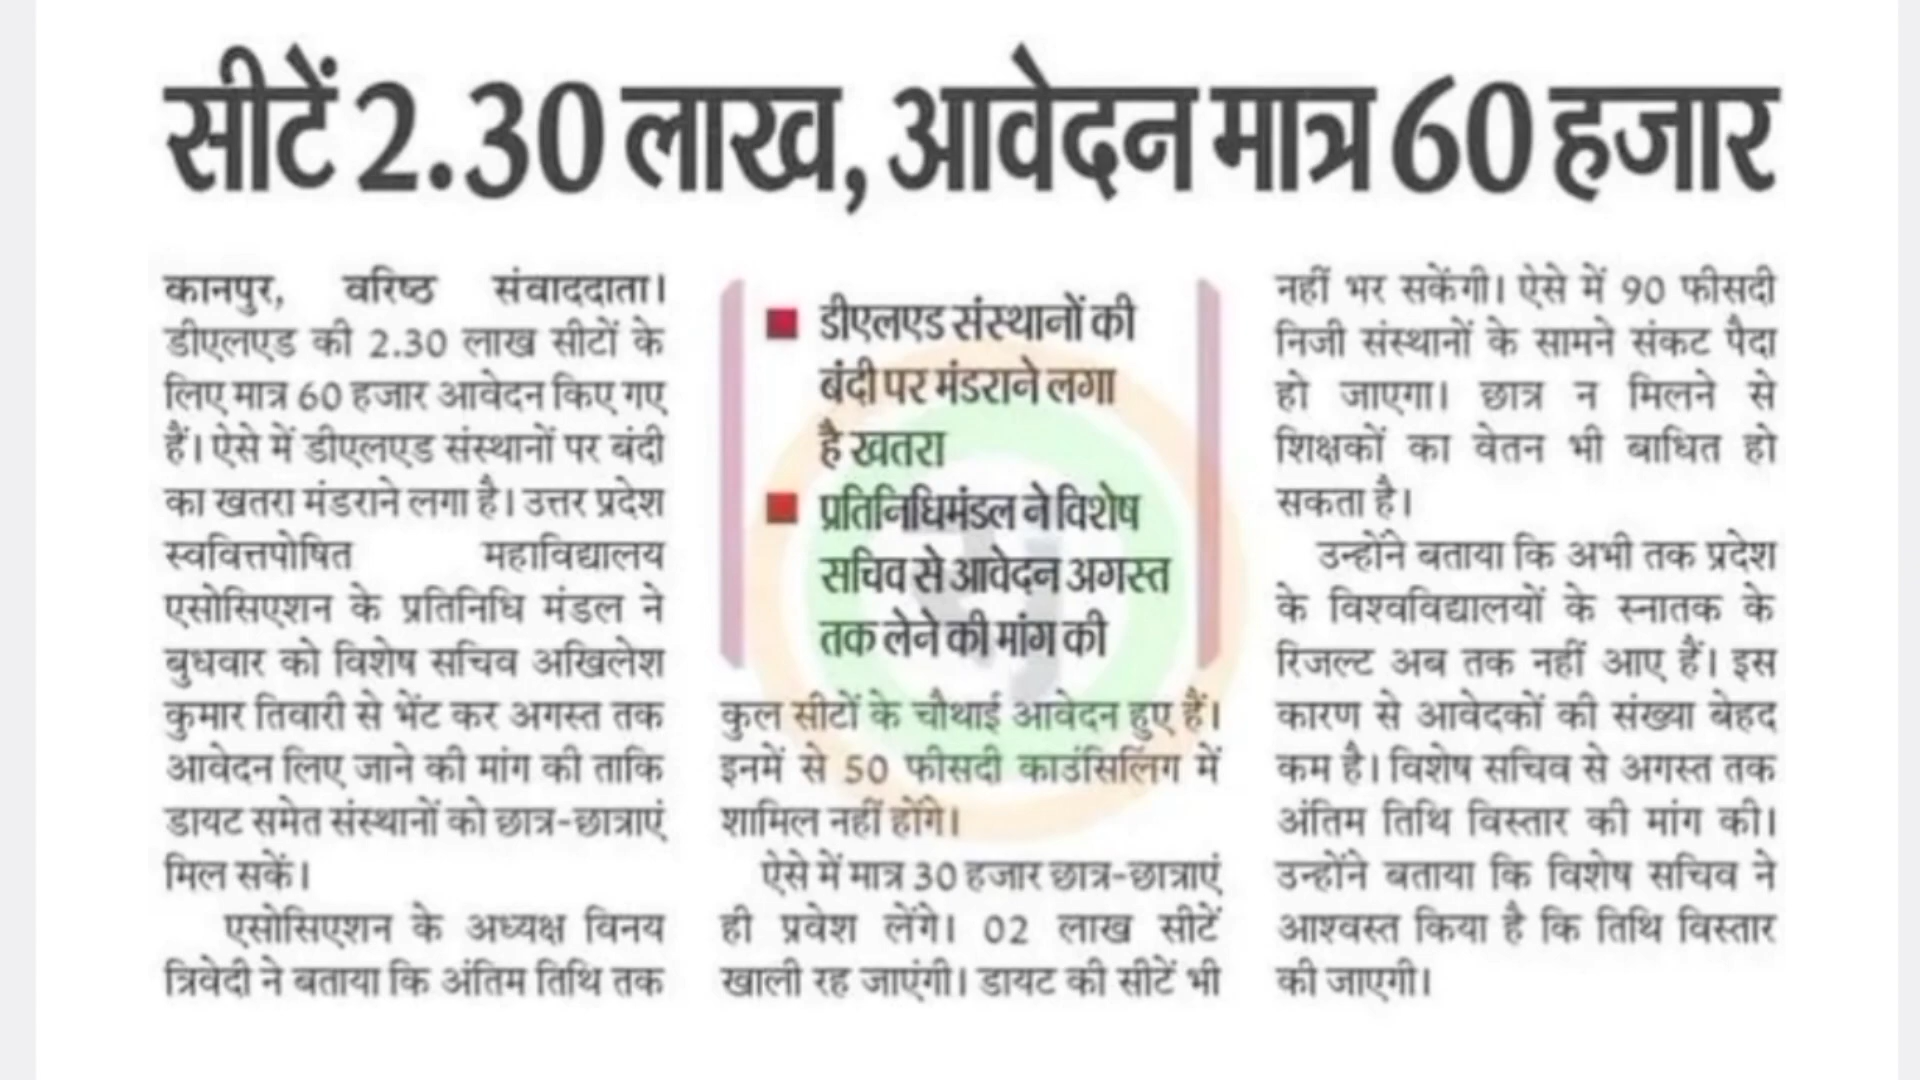 सीटें 2.30 लाख, आवेदन मात्र 60 हजार
कानपुर, वरिष्ठ संवाददाता।
डीएलएड की 2.30 लाख सीटों के
लिए मात्र 60 हजार आवेदन किए गए
हैं। ऐसे में डीएलएड संस्थानों पर बंदी
का खतरा मंडराने लगा है। उत्तर प्रदेश
स्ववित्तपोषित महाविद्यालय
एसोसिएशन के प्रतिनिधि मंडल ने
बुधवार को विशेष सचिव अखिलेश
कुमार तिवारी से भेंट कर अगस्त तक
आवेदन लिए जाने की मांग की ताकि
डायट समेत संस्थानों को छात्र-छात्राएं
मिल सकें।
एसोसिएशन के अध्यक्ष विनय
त्रिवेदी ने बताया कि अंतिम तिथि तक
डीएलएड संस्थानों की
बंदी पर मंडराने लगा
है खतरा
प्रतिनिधिमंडल ने विशेष
सचिव से आवेदन अगस्त
तक लेने की मांग की
कुल सीटों के चौथाई आवेदन हुए हैं।
इनमें से 50 फीसदी काउंसिलिंग में
शामिल नहीं होंगे।
ऐसे में मात्र 30 हजार छात्र-छात्राएं
ही प्रवेश लेंगे। 02 लाख सीटें
खाली रह जाएंगी। डायट की सीटें भी
नहीं भर सकेंगी। ऐसे में 90 फीसदी
निजी संस्थानों के सामने संकट पैदा
हो जाएगा। छात्र न मिलने से
शिक्षकों का वेतन भी बाधित हो
सकता है।
उन्होंने बताया कि अभी तक प्रदेश
के विश्वविद्यालयों के स्नातक के
रिजल्ट अब तक नहीं आए हैं। इस
कारण से आवेदकों की संख्या बेहद
कम है। विशेष सचिव से अगस्त तक
अंतिम तिथि विस्तार की मांग की।
उन्होंने बताया कि विशेष सचिव ने
आश्वस्त किया है कि तिथि विस्तार
की जाएगी।